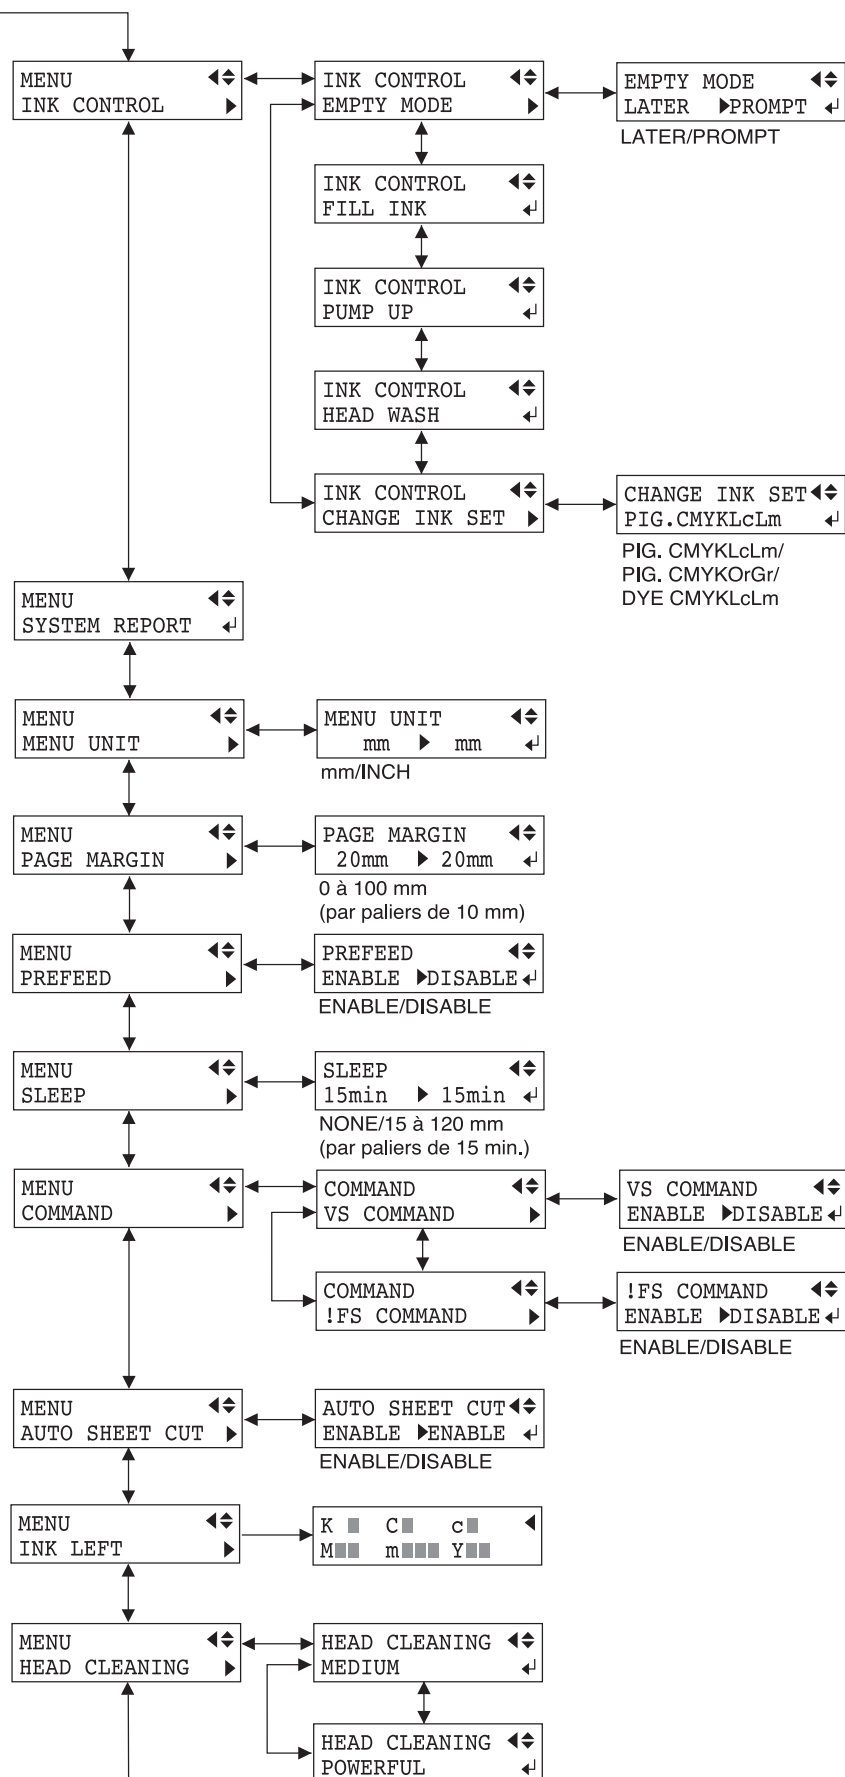 MENU
INK CONTROL
INK CONTROL
EMPTY MODE
EMPTY MODE
LATER ▶PROMPT
LATER/PROMPT
INK CONTROL
FILL INK
INK CONTROL
PUMP UP
INK CONTROL
HEAD WASH
INK CONTROL
CHANGE INK SET
CHANGE INK SET
PIG.CMYKLcLm
PIG. CMYKLcLm/
PIG. CMYKOrGr/
DYE CMYKLcLm
MENU
SYSTEM REPORT
MENU
MENU UNIT
MENU UNIT
mm ▶ mm
mm/INCH
MENU
PAGE MARGIN
PAGE MARGIN
20mm ▶ 20mm
0 à 100 mm
(par paliers de 10 mm)
MENU
PREFEED
PREFEED
ENABLE ▶DISABLE
ENABLE/DISABLE
MENU
SLEEP
SLEEP
15min ▶ 15min
NONE/15 à 120 mm
(par paliers de 15 min.)
MENU
COMMAND
COMMAND
VS COMMAND
VS COMMAND
ENABLE ▶DISABLE
ENABLE/DISABLE
COMMAND
!FS COMMAND
!FS COMMAND
ENABLE ▶DISABLE
ENABLE/DISABLE
MENU
AUTO SHEET CUT
AUTO SHEET CUT
ENABLE ▶ENABLE
ENABLE/DISABLE
MENU
INK LEFT
K C c
M m Y
MENU
HEAD CLEANING
HEAD CLEANING
MEDIUM
HEAD CLEANING
POWERFUL